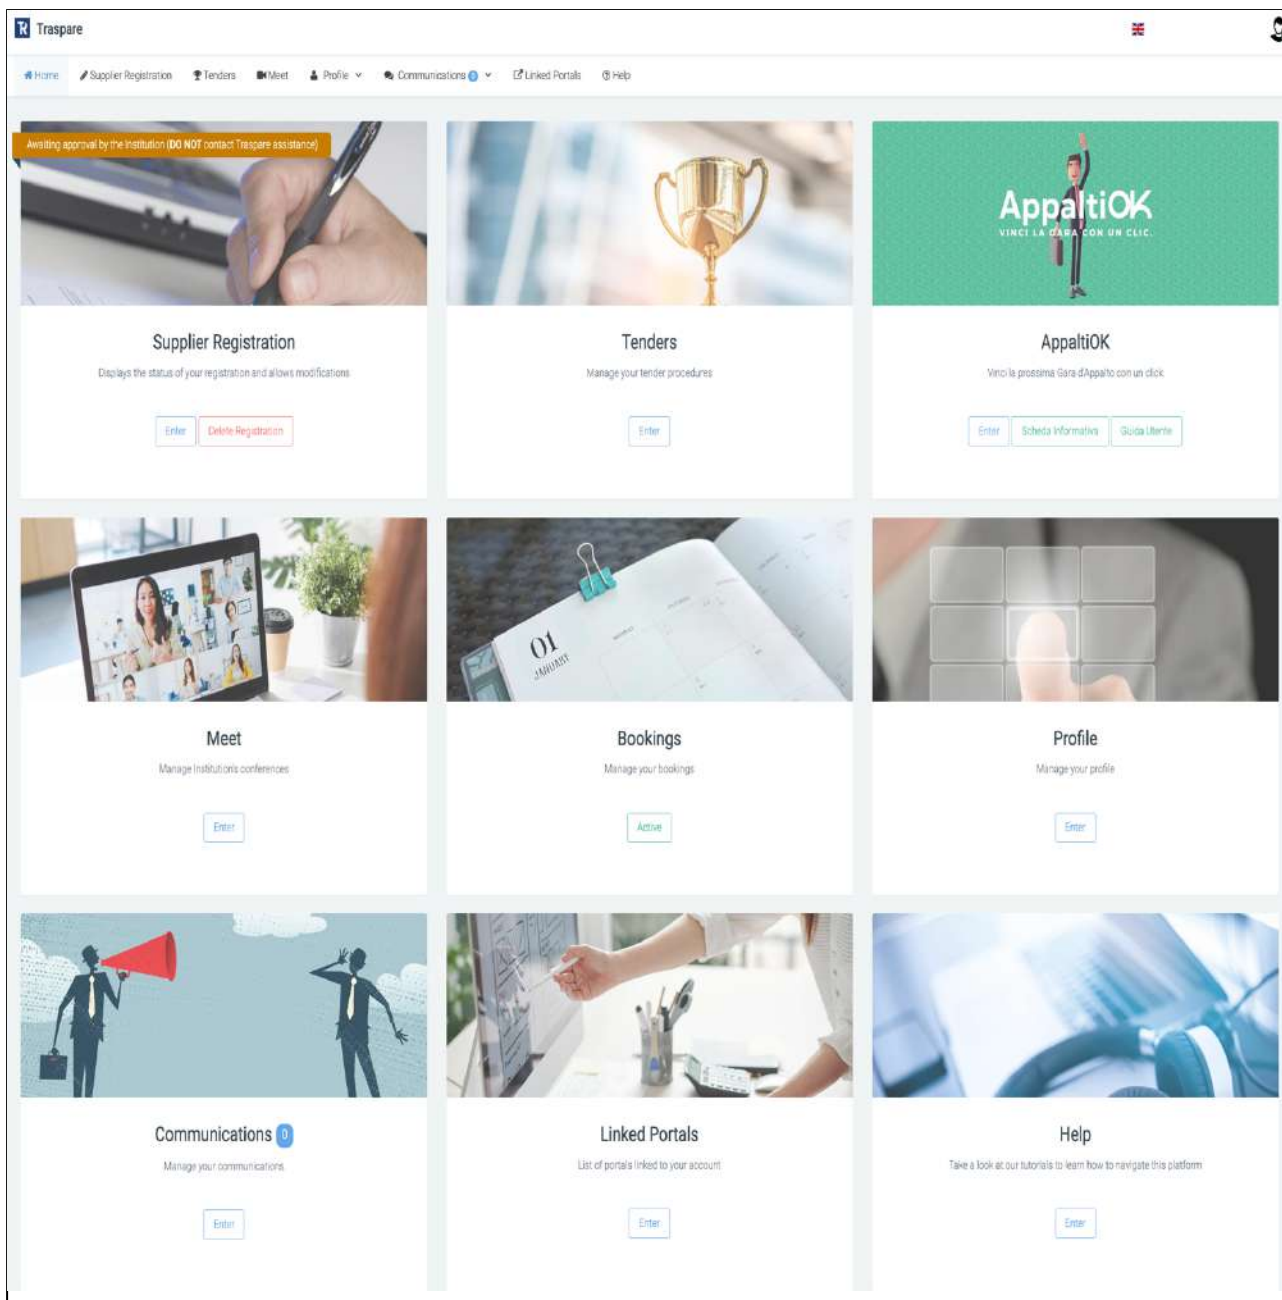 Traspare
Home Supplier Registration Tenders Meet Profile Communications 0 Linked Portals Help
Awaiting approval by the Institution (DO NOT contact Traspare assistance)
AppaltiOK
VINCI LA GARA CON UN CLIC.
Supplier Registration
Displays the status of your registration and allows modifications
Enter Delete Registration
Tenders
Manage your tender procedures
Enter
AppaltiOK
Vinci la prossima Gara d'Appalto con un click
Enter Scheda Informativa Guida Utente
01
JANUARY
Meet
Manage Institution's conferences
Enter
Bookings
Manage your bookings
Active
Profile
Manage your profile
Enter
Communications 0
Manage your communications
Enter
Linked Portals
List of portals linked to your account
Enter
Help
Take a look at our tutorials to learn how to navigate this platform
Enter